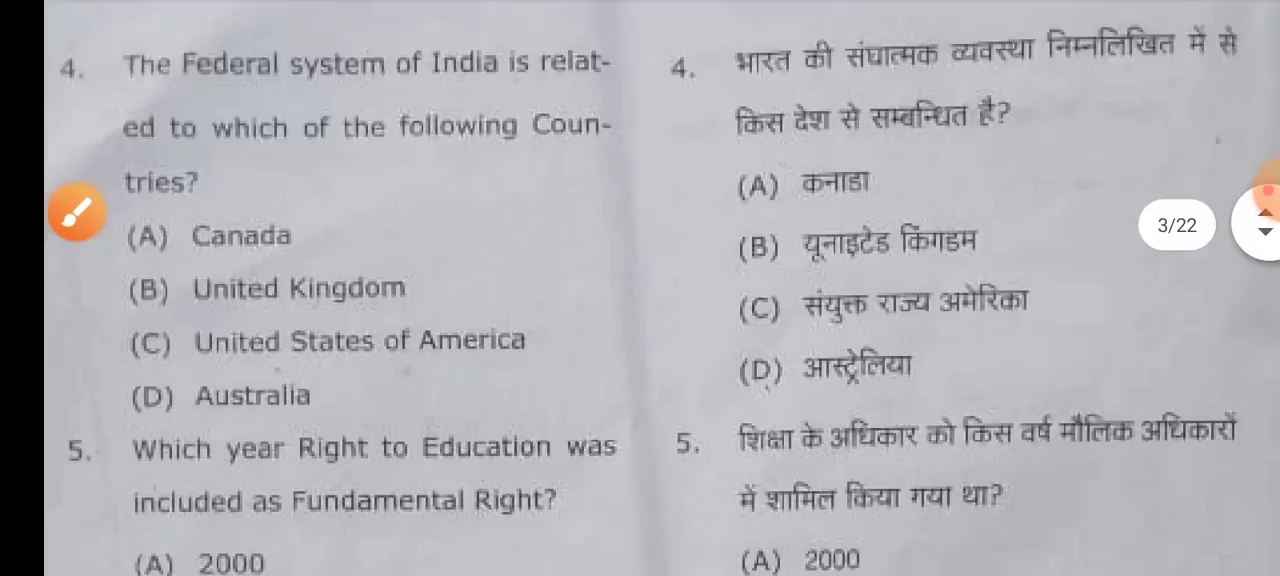 4. The Federal system of India is relat-
ed to which of the following Coun-
tries?
(A) Canada
(B) United Kingdom
(C) United States of America
(D) Australia
5. Which year Right to Education was
included as Fundamental Right?
(A) 2000
4. भारत की संघात्मक व्यवस्था निम्नलिखित में से
किस देश से सम्बन्धित है?
(A) कनाडा
(B) यूनाइटेड किंगडम
(C) संयुक्त राज्य अमेरिका
(D) आस्ट्रेलिया
5. शिक्षा के अधिकार को किस वर्ष मौलिक अधिकारों
में शामिल किया गया था?
(A) 2000
3/22